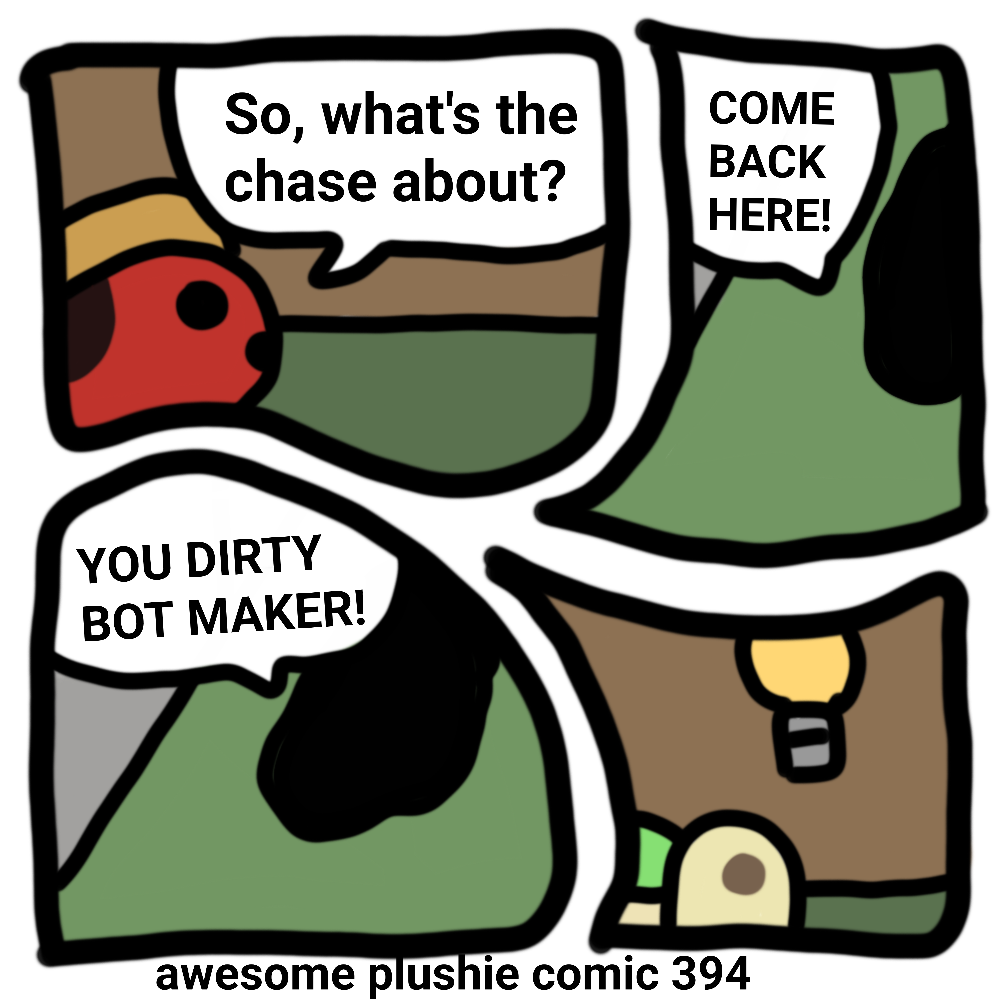 So, what's the
chase about?
COME
BACK
HERE!
YOU DIRTY
BOT MAKER!
awesome plushie comic 394